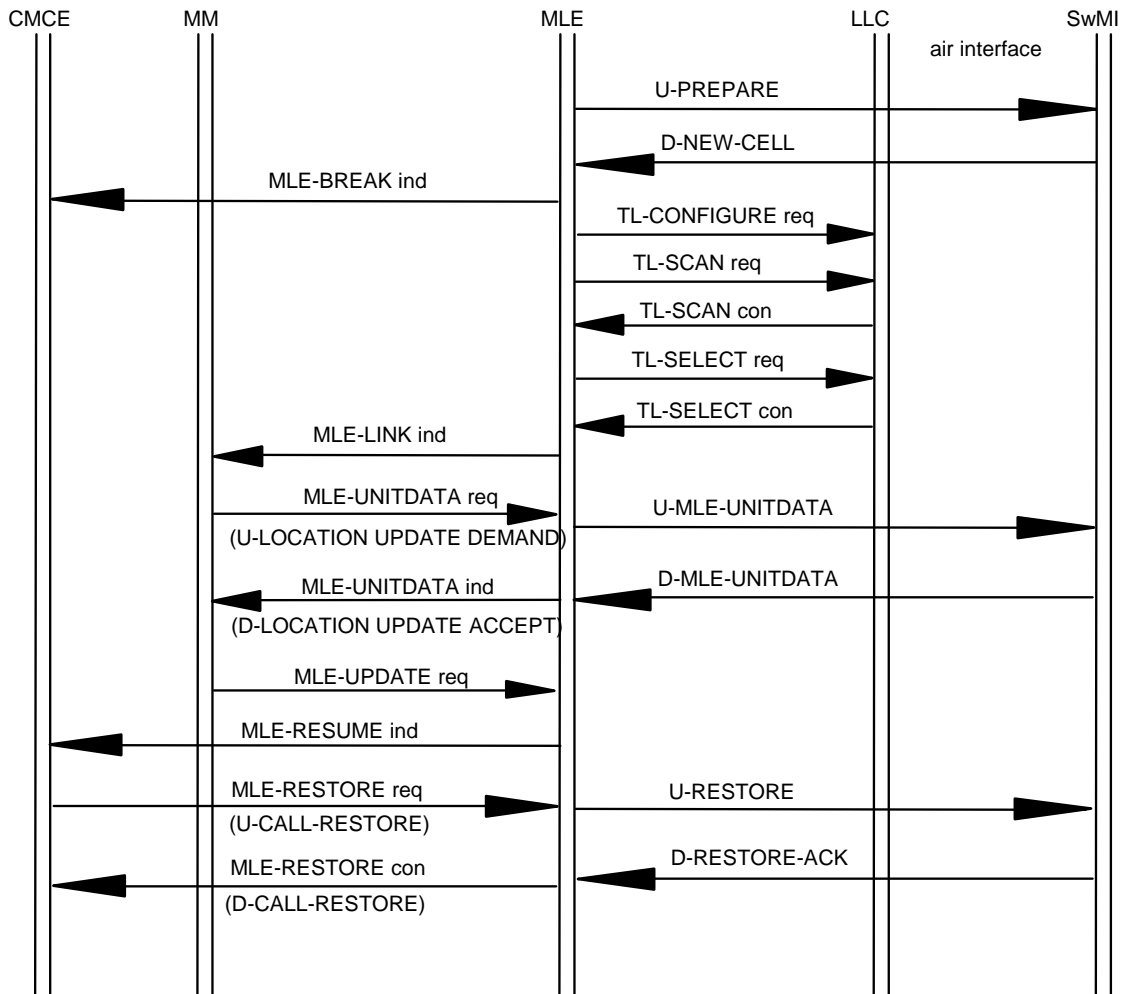 CMCE MM MLE LLC SwMI
air interface
U-PREPARE
D-NEW-CELL
MLE-BREAK ind
TL-CONFIGURE req
TL-SCAN req
TL-SCAN con
TL-SELECT req
TL-SELECT con
MLE-LINK ind
MLE-UNITDATA req
U-MLE-UNITDATA
(U-LOCATION UPDATE DEMAND)
MLE-UNITDATA ind
D-MLE-UNITDATA
(D-LOCATION UPDATE ACCEPT)
MLE-UPDATE req
MLE-RESUME ind
MLE-RESTORE req
U-RESTORE
(U-CALL-RESTORE)
MLE-RESTORE con
D-RESTORE-ACK
(D-CALL-RESTORE)